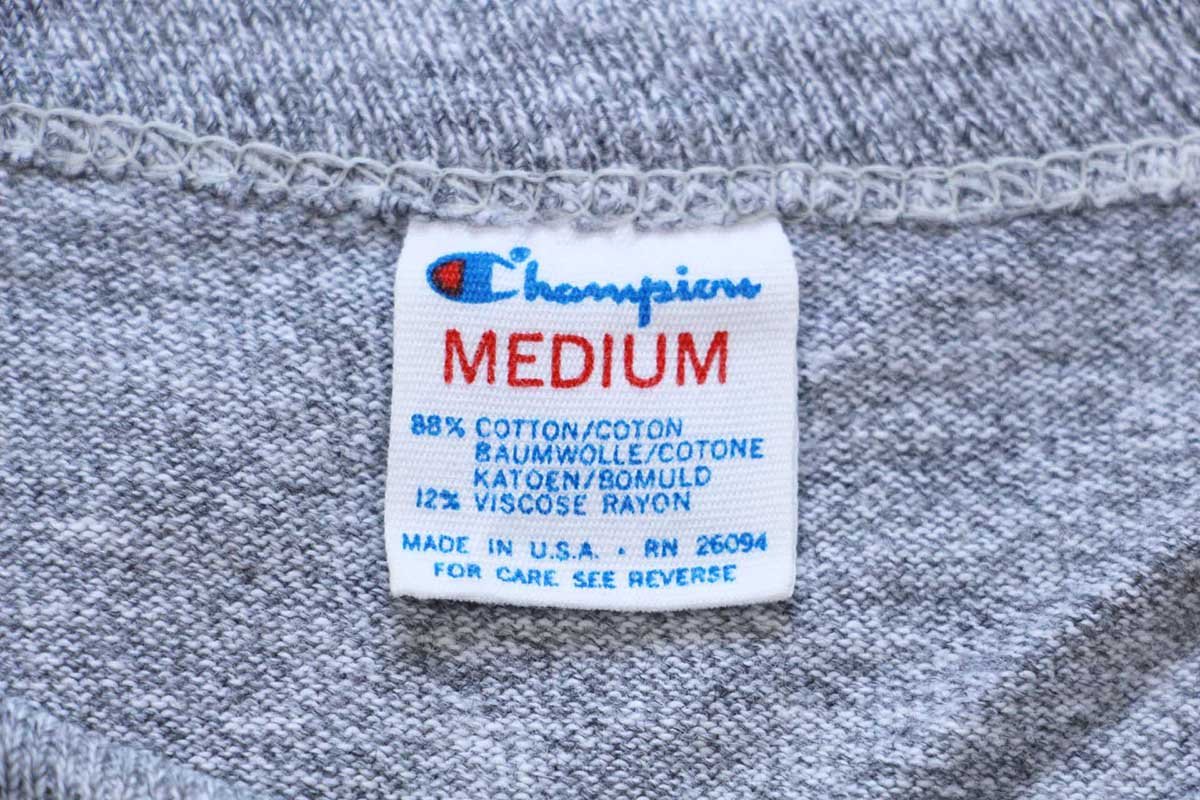 Champion
MEDIUM
88% COTTON/COTON
BAUMWOLLE/COTONE
KATOEN/BOMULD
12% VISCOSE RAYON
MADE IN U.S.A. • RN 26094
FOR CARE SEE REVERSE